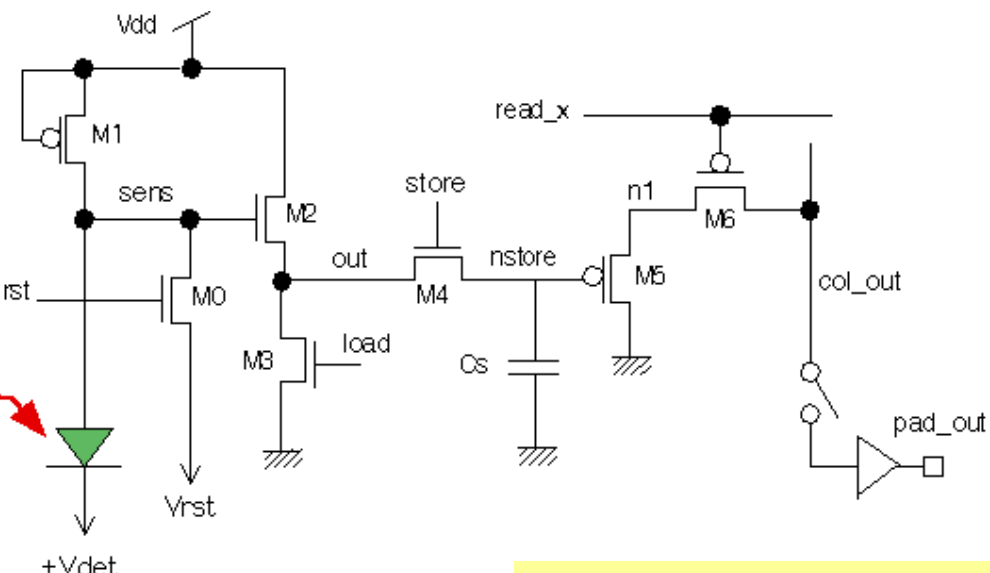 Vdd
M1
read_x
sens
store
n1
M2
M6
out
nstore
M5
rst
M0
M4
col_out
M3
load
Cs
pad_out
Vrst
+Vdet